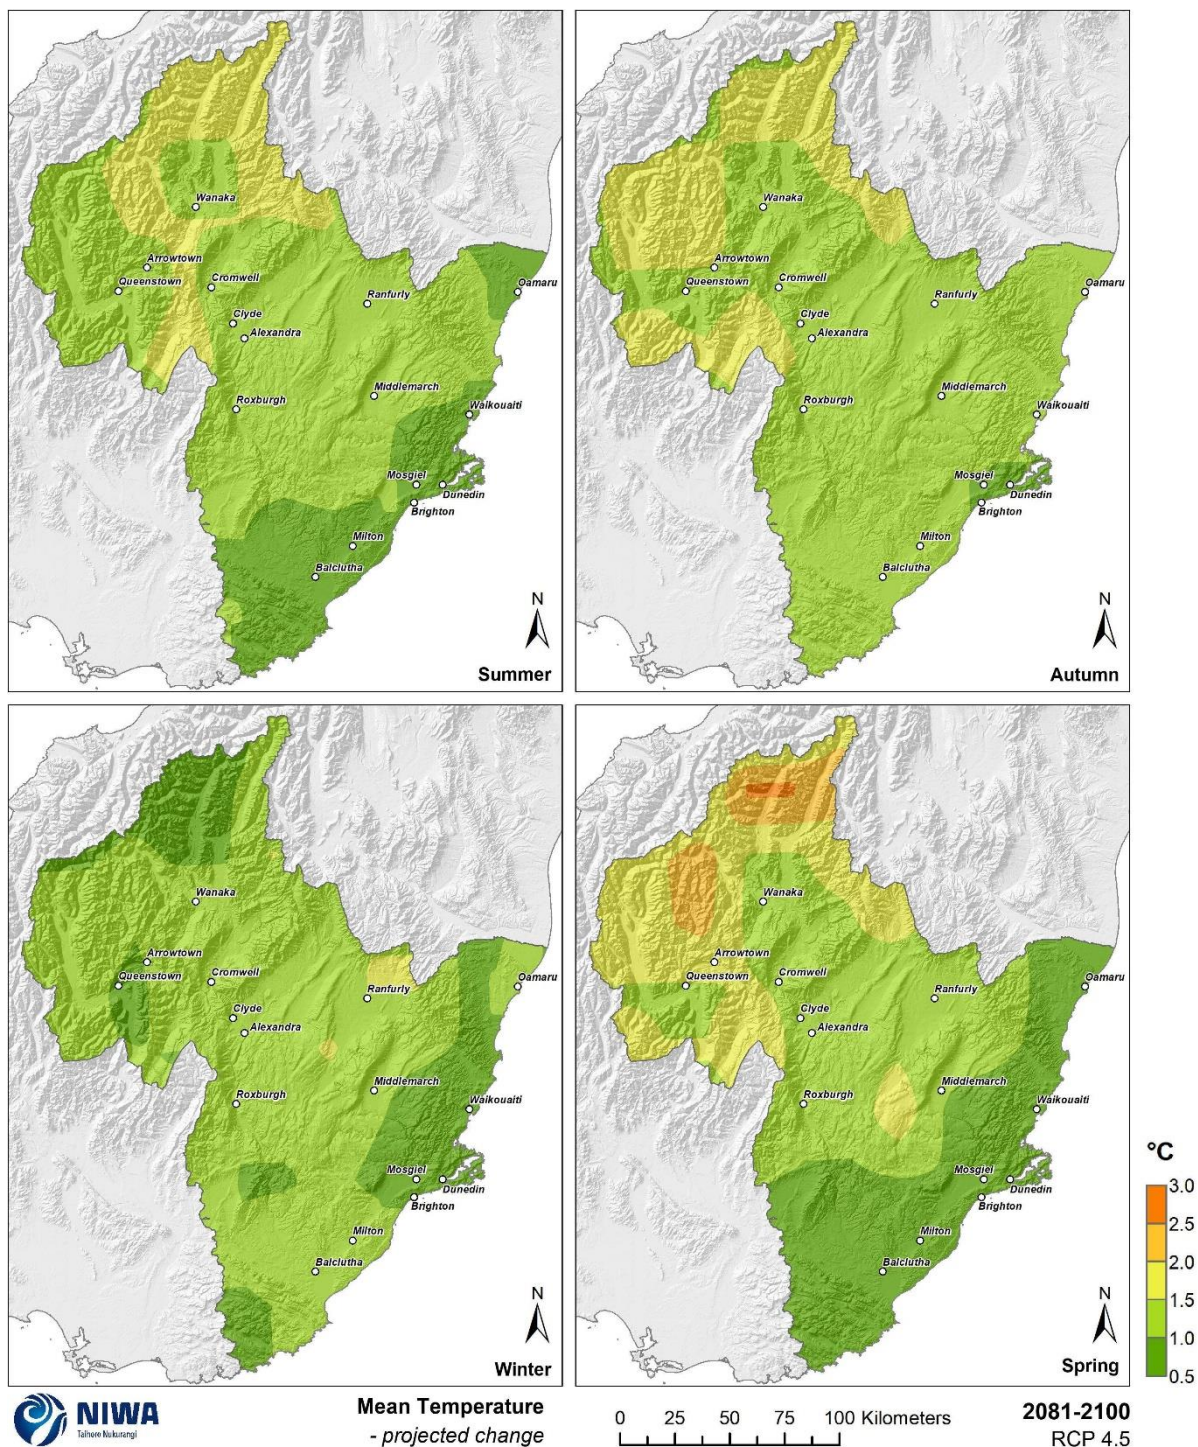 Wanaka
Arrowtown
Queenstown
Cromwell
Oamaru
Ranfurly
Clyde
Alexandra
Middlemarch
Roxburgh
Waikouaiti
Mosgiel
Dunedin
Brighton
Milton
Balclutha
N
Summer
Wanaka
Arrowtown
Queenstown
Cromwell
Oamaru
Ranfurly
Clyde
Alexandra
Middlemarch
Roxburgh
Waikouaiti
Mosgiel
Dunedin
Brighton
Milton
Balclutha
N
Autumn
Wanaka
Arrowtown
Queenstown
Cromwell
Oamaru
Ranfurly
Clyde
Alexandra
Middlemarch
Roxburgh
Waikouaiti
Mosgiel
Dunedin
Brighton
Milton
Balclutha
N
Winter
Wanaka
Arrowtown
Queenstown
Cromwell
Oamaru
Ranfurly
Clyde
Alexandra
Middlemarch
Roxburgh
Waikouaiti
Mosgiel
Dunedin
Brighton
Milton
Balclutha
N
Spring
°C
3.0
2.5
2.0
1.5
1.0
0.5
NIWA
Taihoro Nukurangi
Mean Temperature
- projected change
0 25 50 75 100 Kilometers
2081-2100
RCP 4.5